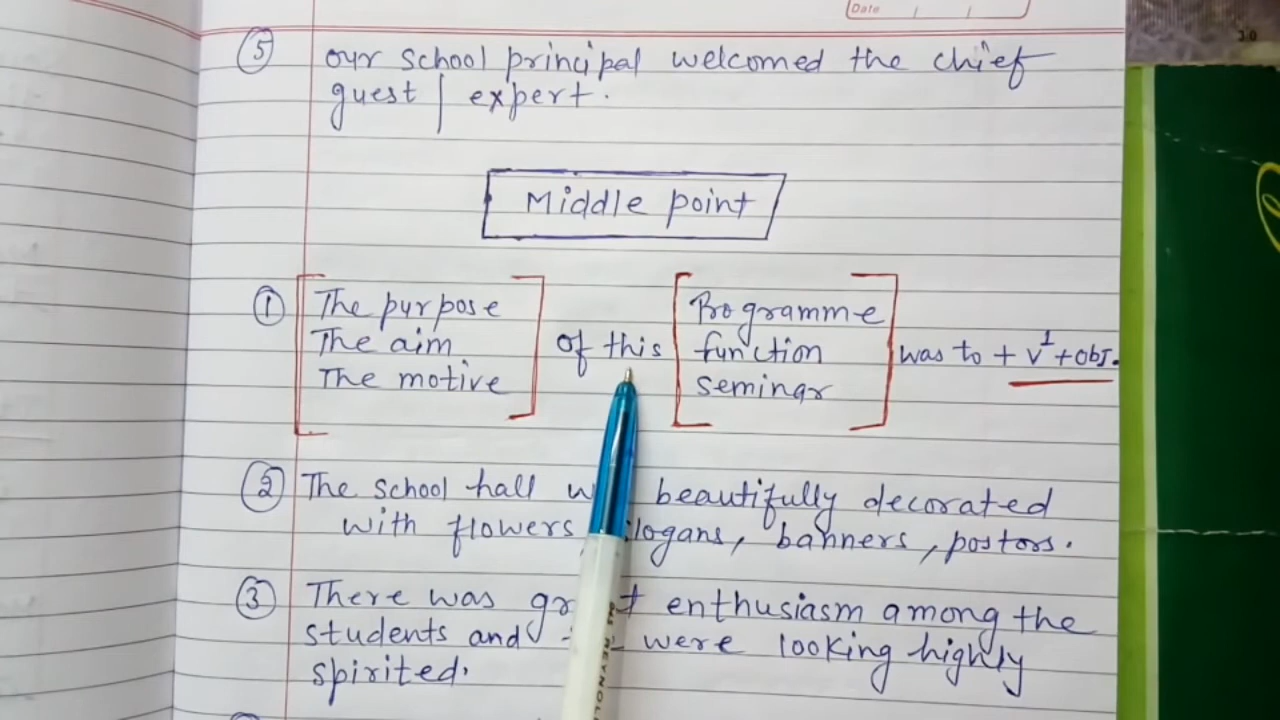 Date
⑤ our school principal welcomed the chief
guest / expert.
Middle point
① The purpose
The aim
The motive
of this
Programme
function
seminar
was to + v¹ + obj.
② The school hall beautifully decorated
with flowers, banners, postors.
③ There was enthusiasm among the
students and were looking highly
spirited.
REYNOL